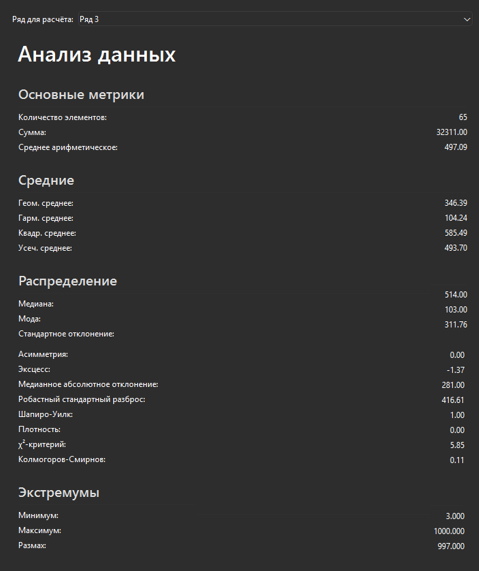 Ряд для расчёта: Ряд 3
Анализ данных
Основные метрики
Количество элементов: 65
Сумма: 32311.00
Среднее арифметическое: 497.09
Средние
Геом. среднее: 346.39
Гарм. среднее: 104.24
Квадр. среднее: 585.49
Усеч. среднее: 493.70
Распределение
Медиана: 514.00
Мода: 103.00
Стандартное отклонение: 311.76
Асимметрия: 0.00
Эксцесс: -1.37
Медианное абсолютное отклонение: 281.00
Робастный стандартный разброс: 416.61
Шапиро-Уилк: 1.00
Плотность: 0.00
χ²-критерий: 5.85
Колмогоров-Смирнов: 0.11
Экстремумы
Минимум: 3.000
Максимум: 1000.000
Размах: 997.000